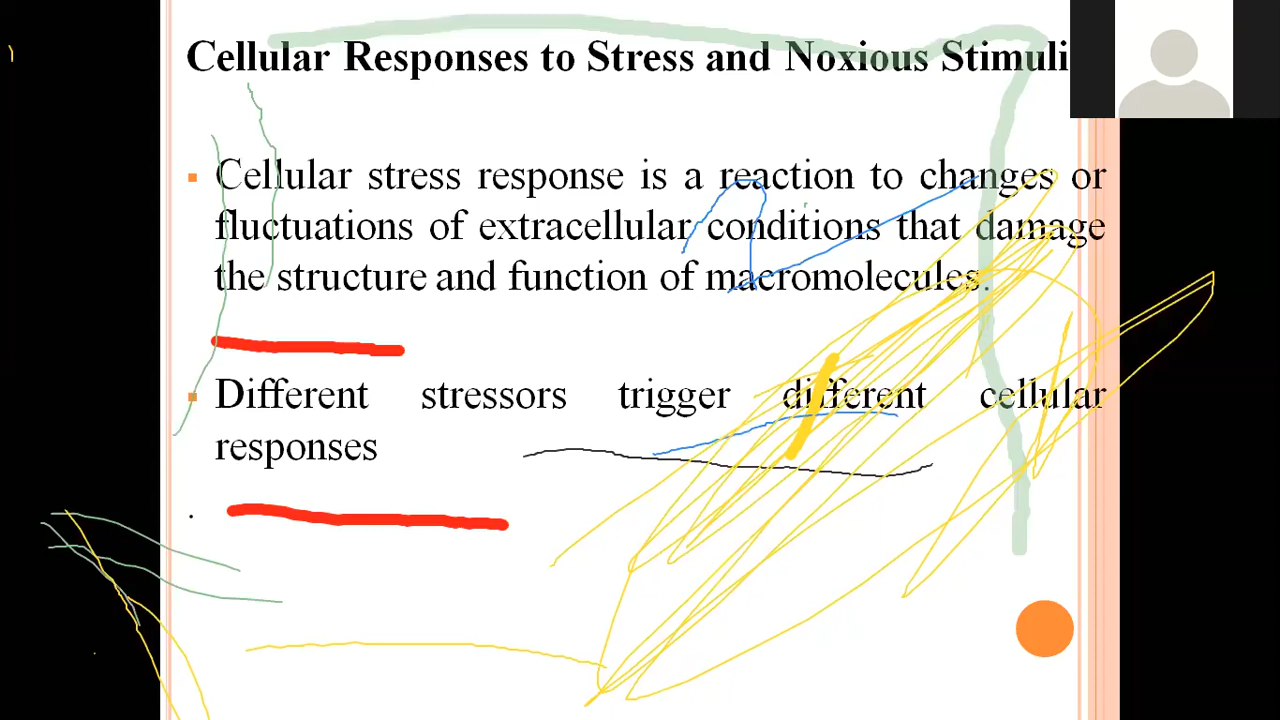 Cellular Responses to Stress and Noxious Stimuli
Cellular stress response is a reaction to changes or
fluctuations of extracellular conditions that damage
the structure and function of macromolecules.
Different stressors trigger different cellular
responses
.